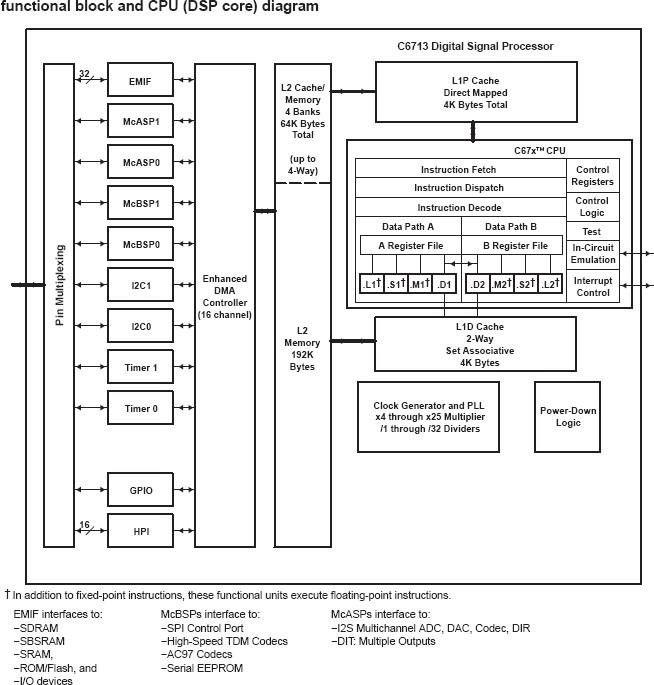 functional block and CPU (DSP core) diagram
C6713 Digital Signal Processor
32
EMIF
McASP1
McASP0
McBSP1
McBSP0
I2C1
I2C0
Timer 1
Timer 0
GPIO
16
HPI
Pin Multiplexing
Enhanced
DMA
Controller
(16 channel)
L2 Cache/
Memory
4 Banks
64K Bytes
Total
(up to
4-Way)
L2
Memory
192K
Bytes
L1P Cache
Direct Mapped
4K Bytes Total
C67x™ CPU
Instruction Fetch
Instruction Dispatch
Instruction Decode
Data Path A
Data Path B
A Register File
B Register File
.L1†
.S1†
.M1†
.D1
.D2
.M2†
.S2†
.L2†
Control
Registers
Control
Logic
Test
In-Circuit
Emulation
Interrupt
Control
L1D Cache
2-Way
Set Associative
4K Bytes
Clock Generator and PLL
x4 through x25 Multiplier
/1 through /32 Dividers
Power-Down
Logic
† In addition to fixed-point instructions, these functional units execute floating-point instructions.
EMIF interfaces to:
–SDRAM
–SBSRAM
–SRAM,
–ROM/Flash, and
–I/O devices
McBSPs interface to:
–SPI Control Port
–High-Speed TDM Codecs
–AC97 Codecs
–Serial EEPROM
McASPs interface to:
–I2S Multichannel ADC, DAC, Codec, DIR
–DIT: Multiple Outputs